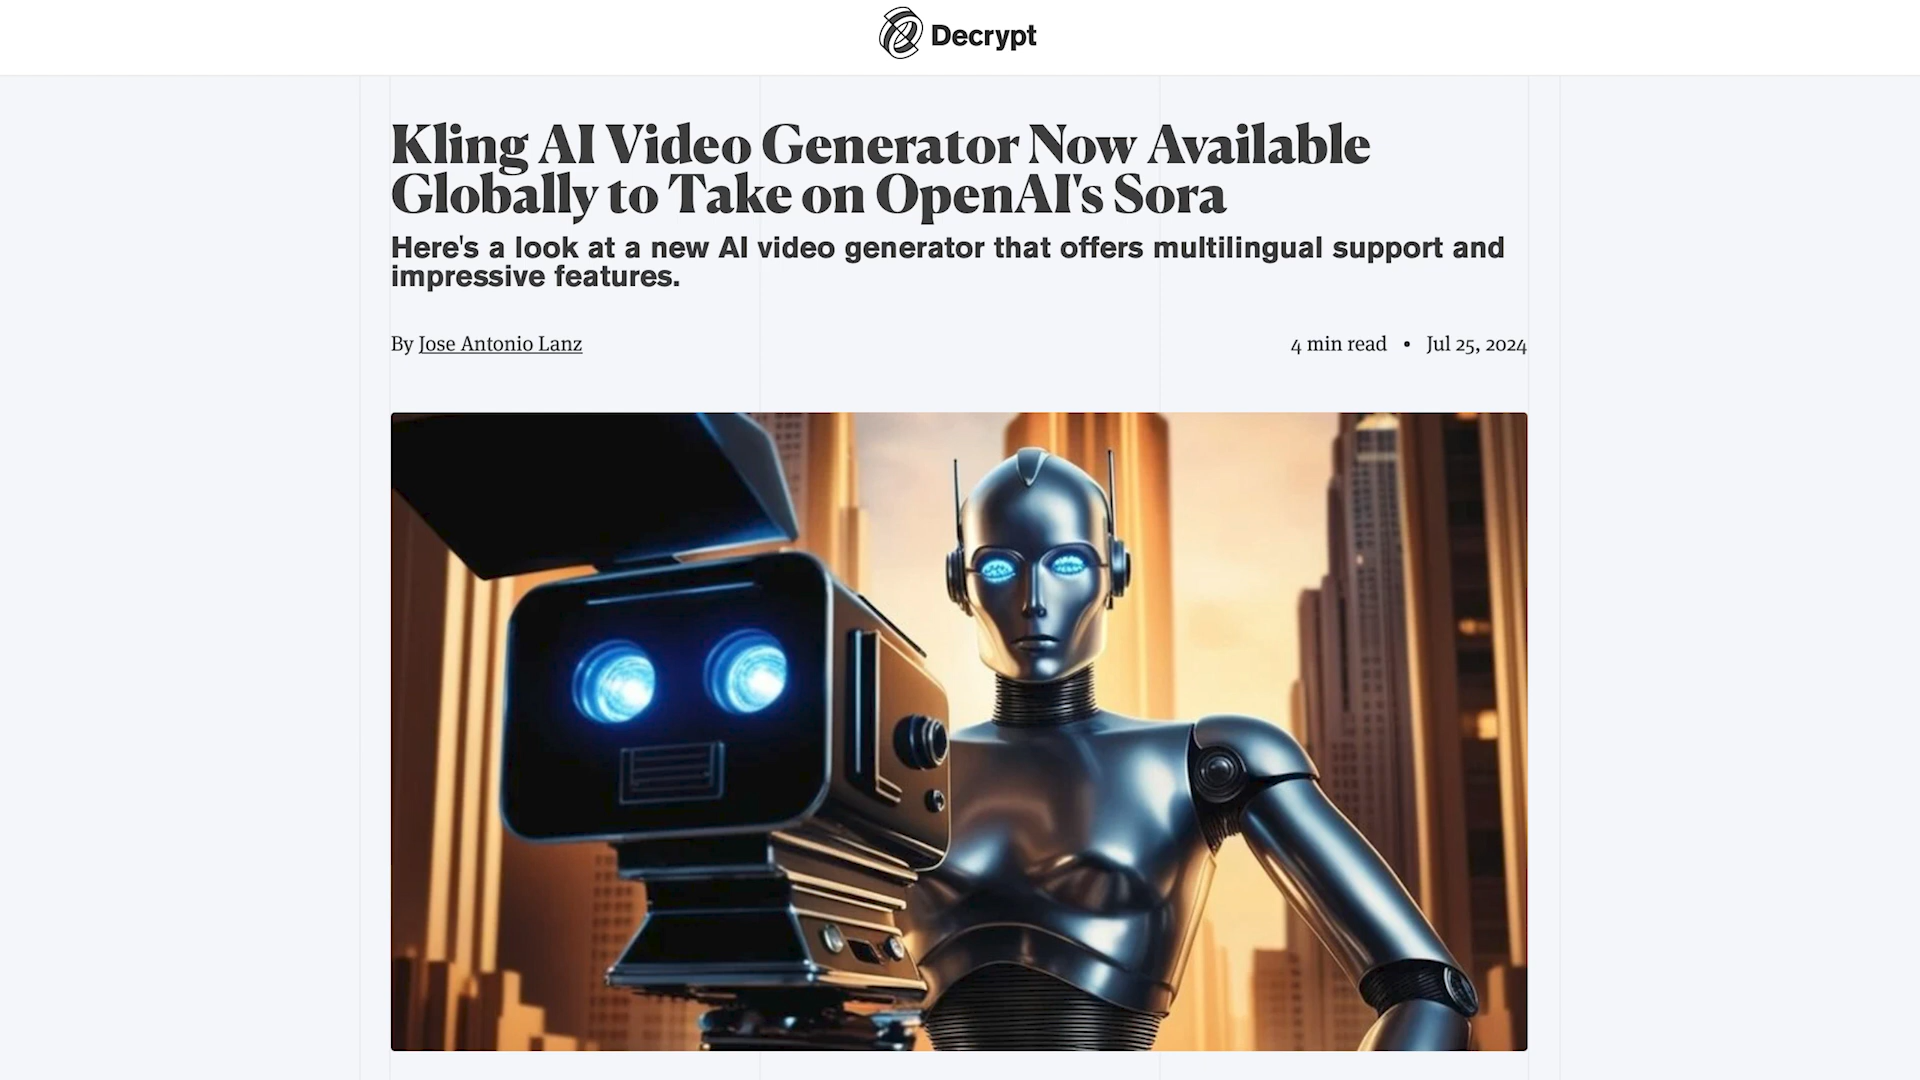 Decrypt
Kling AI Video Generator Now Available
Globally to Take on OpenAI's Sora
Here's a look at a new AI video generator that offers multilingual support and
impressive features.
By Jose Antonio Lanz
4 min read • Jul 25, 2024